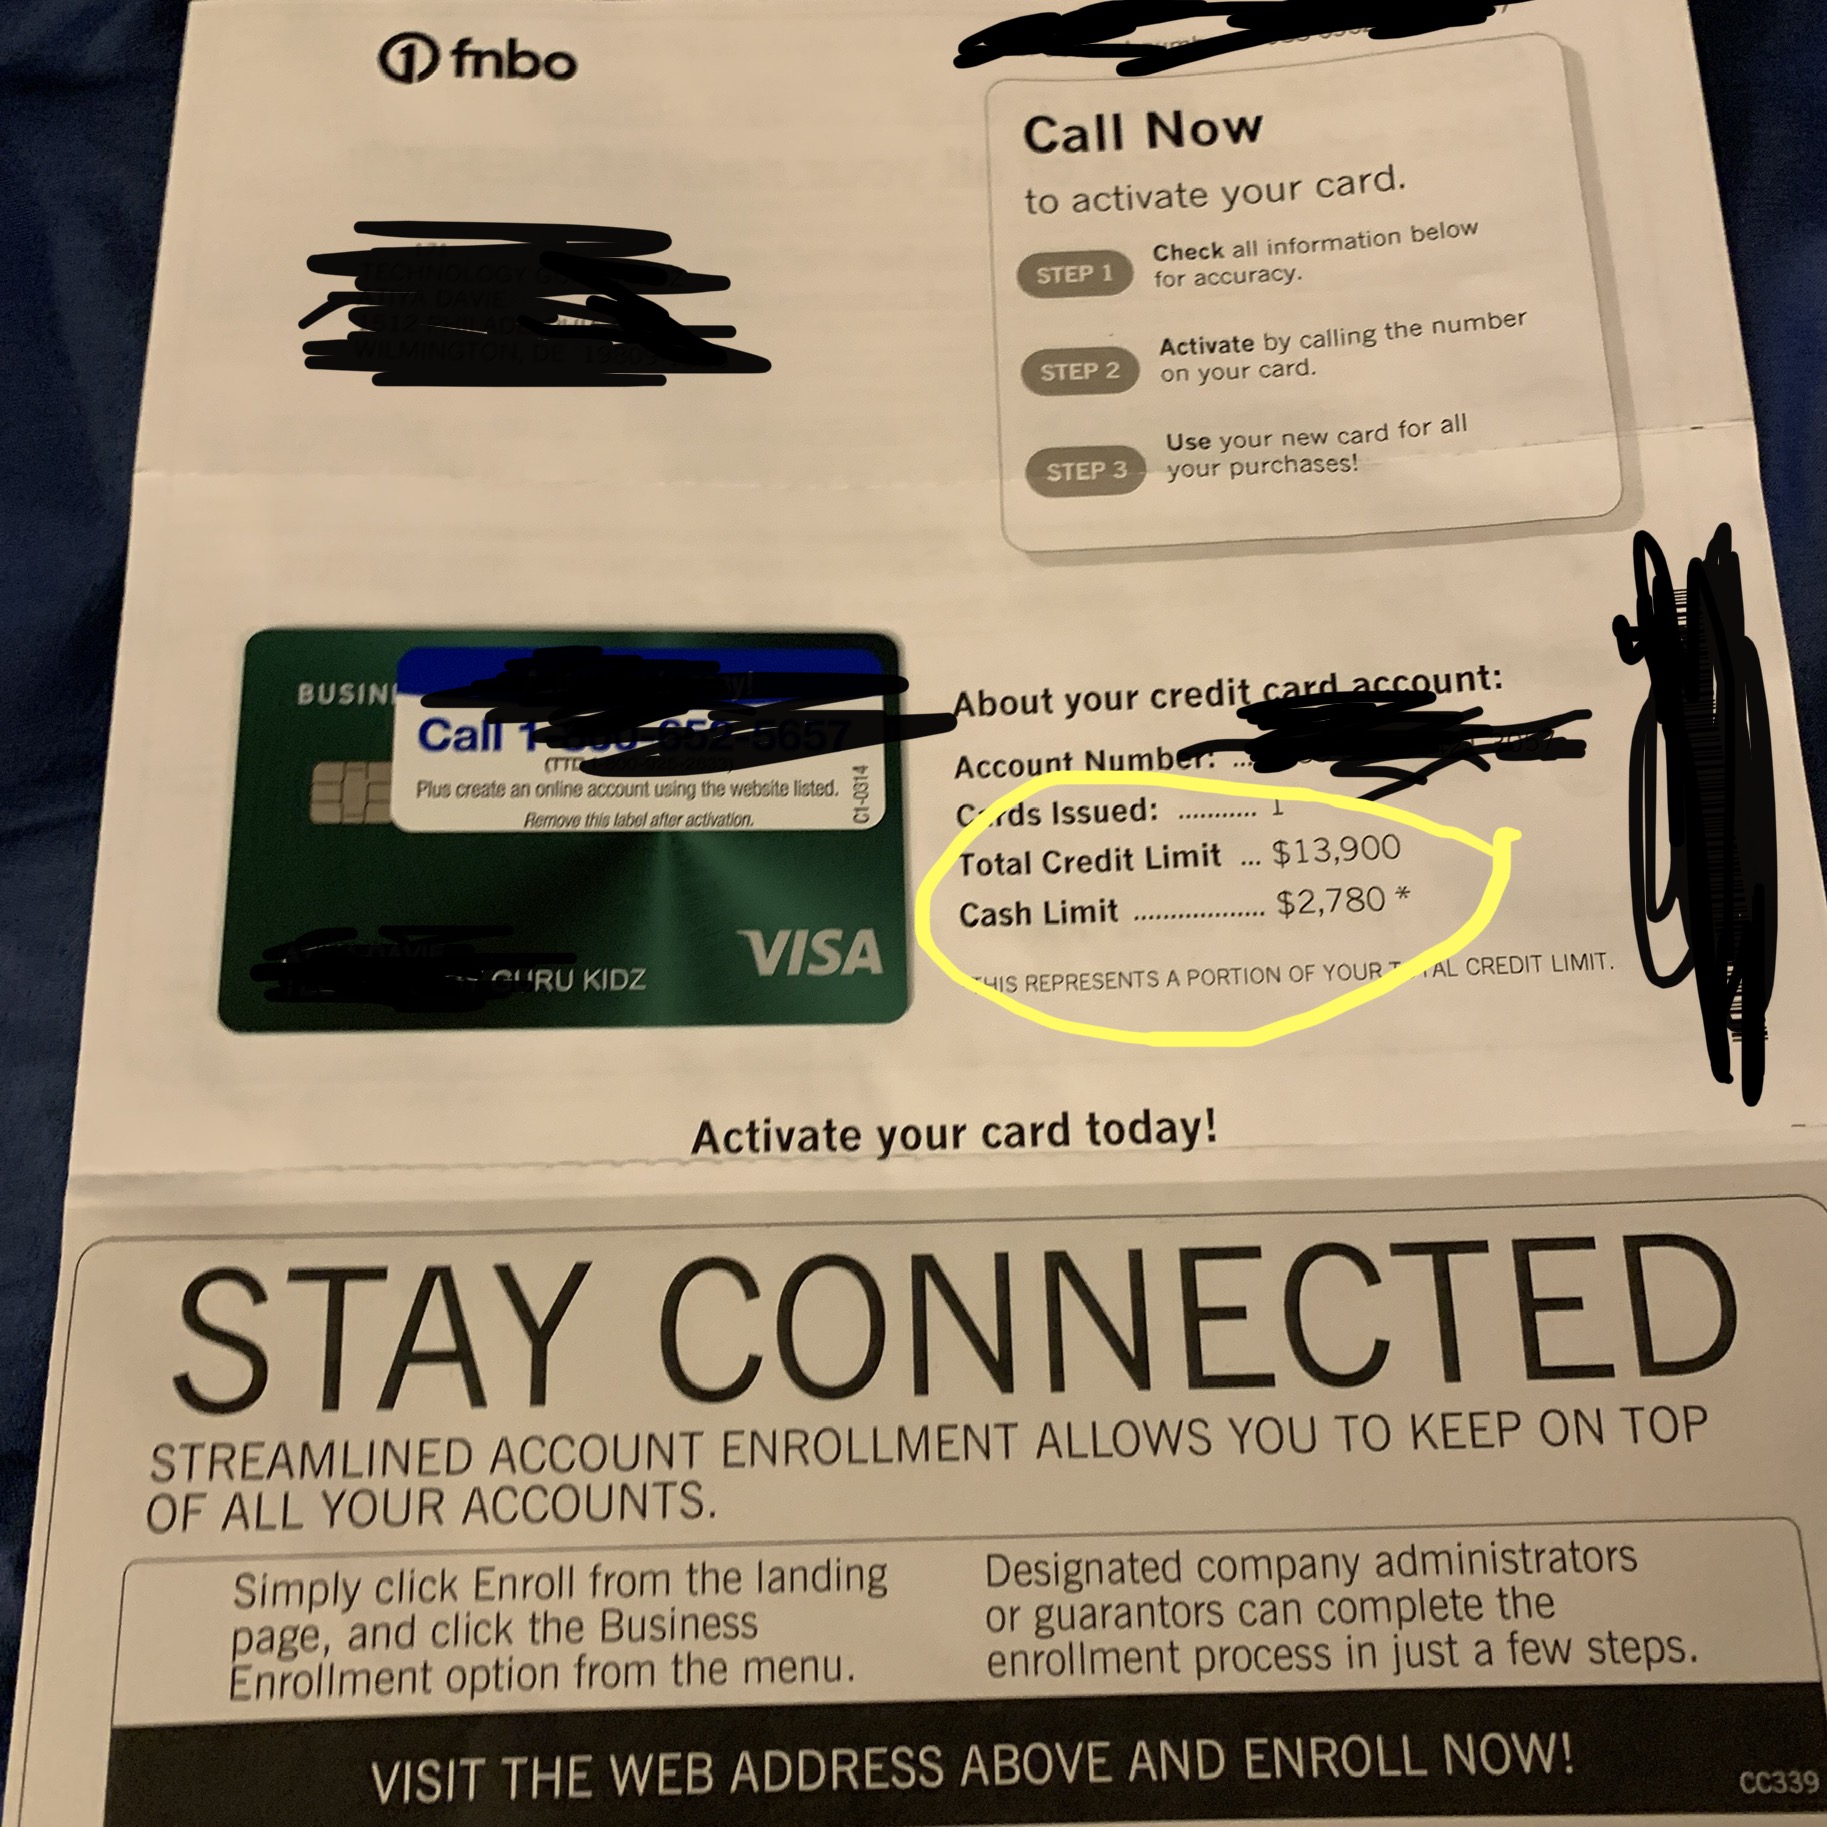 fnbo
Call Now
to activate your card.
STEP 1
Check all information below
for accuracy.
STEP 2
Activate by calling the number
on your card.
STEP 3
Use your new card for all
your purchases!
BUSIN
Call 1-
Plus create an online account using the website listed.
Remove this label after activation.
C1-0314
GURU KIDZ
VISA
About your credit card account:
Account Number: ...
Cards Issued: ........... 1
Total Credit Limit ... $13,900
Cash Limit .................. $2,780 *
THIS REPRESENTS A PORTION OF YOUR TOTAL CREDIT LIMIT.
Activate your card today!
STAY CONNECTED
STREAMLINED ACCOUNT ENROLLMENT ALLOWS YOU TO KEEP ON TOP
OF ALL YOUR ACCOUNTS.
Simply click Enroll from the landing
page, and click the Business
Enrollment option from the menu.
Designated company administrators
or guarantors can complete the
enrollment process in just a few steps.
VISIT THE WEB ADDRESS ABOVE AND ENROLL NOW!
CC339